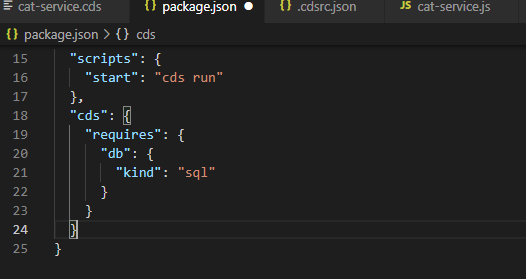 cat-service.cds {} package.json ● {} .cdsrc.json JS cat-service.js
{} package.json > {} cds
15 "scripts": {
16 "start": "cds run"
17 },
18 "cds": {
19 "requires": {
20 "db": {
21 "kind": "sql"
22 }
23 }
24 }
25 }